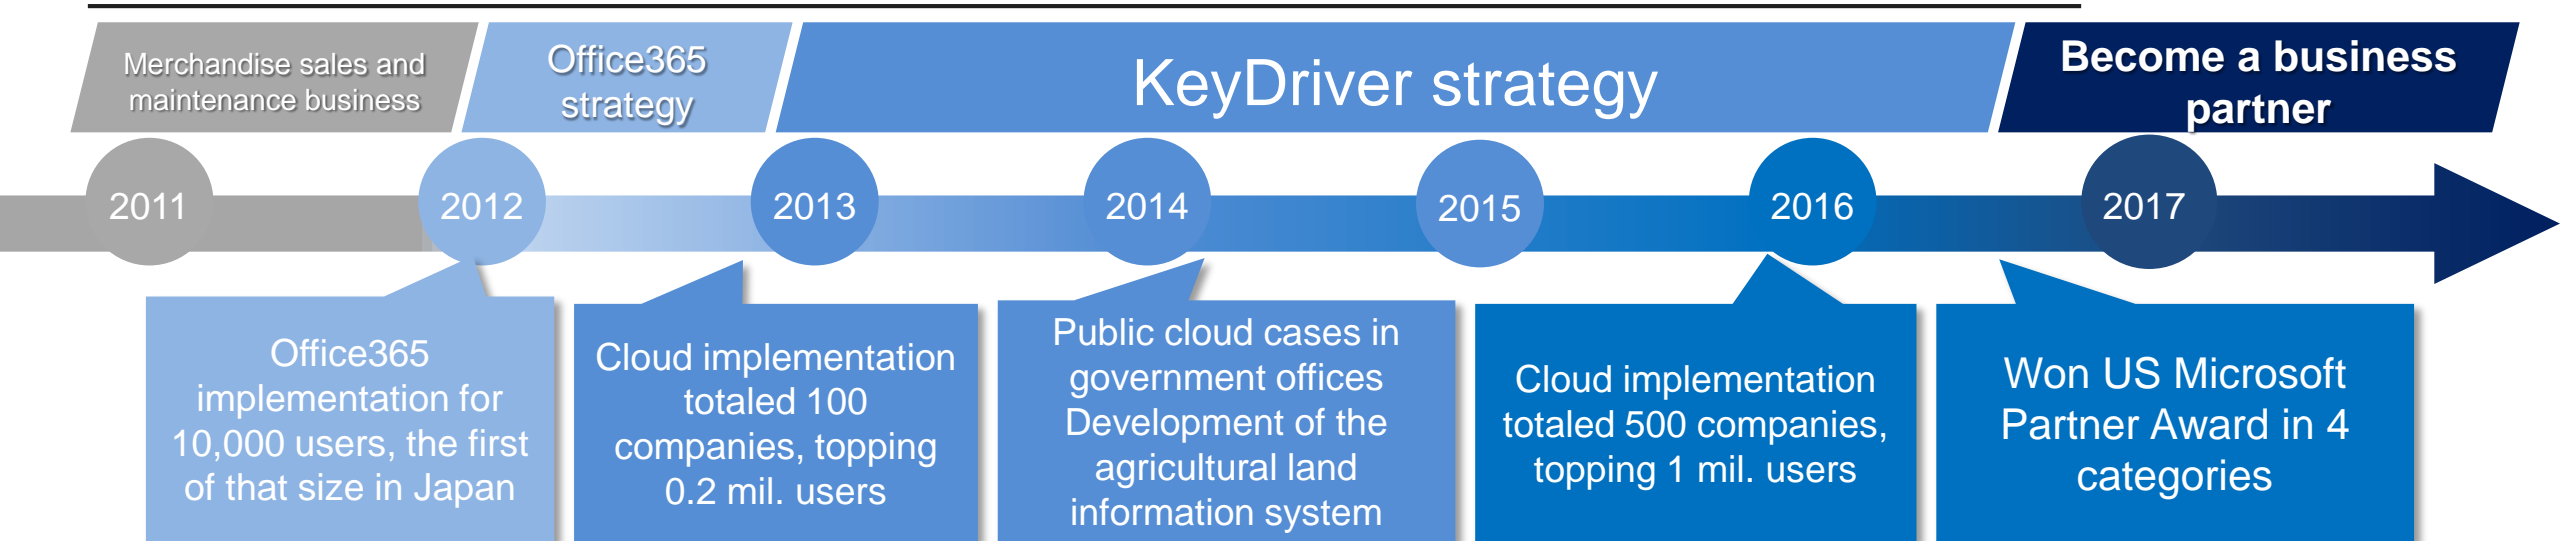 Merchandise sales and
maintenance business
Office365
strategy
KeyDriver strategy
Become a business
partner
2011
2012
2013
2014
2015
2016
2017
Office365
implementation for
10,000 users, the first
of that size in Japan
Cloud implementation
totaled 100
companies, topping
0.2 mil. users
Public cloud cases in
government offices
Development of the
agricultural land
information system
Cloud implementation
totaled 500 companies,
topping 1 mil. users
Won US Microsoft
Partner Award in 4
categories